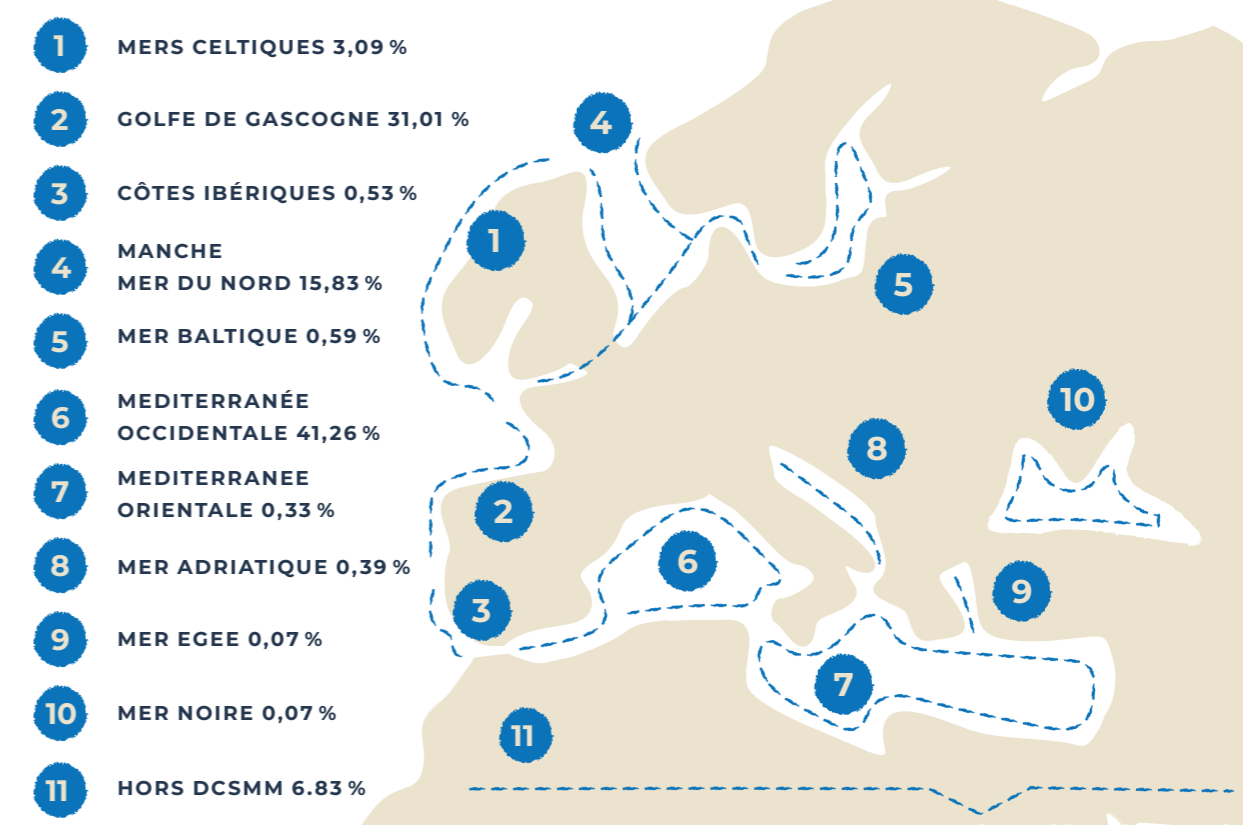 1 MERS CELTIQUES 3,09 %
2 GOLFE DE GASCOGNE 31,01 %
3 CÔTES IBÉRIQUES 0,53 %
4 MANCHE
MER DU NORD 15,83 %
5 MER BALTIQUE 0,59 %
6 MEDITERRANÉE
OCCIDENTALE 41,26 %
7 MEDITERRANEE
ORIENTALE 0,33 %
8 MER ADRIATIQUE 0,39 %
9 MER EGEE 0,07 %
10 MER NOIRE 0,07 %
11 HORS DCSMM 6.83 %
4
1
5
10
8
2
6
9
3
7
11